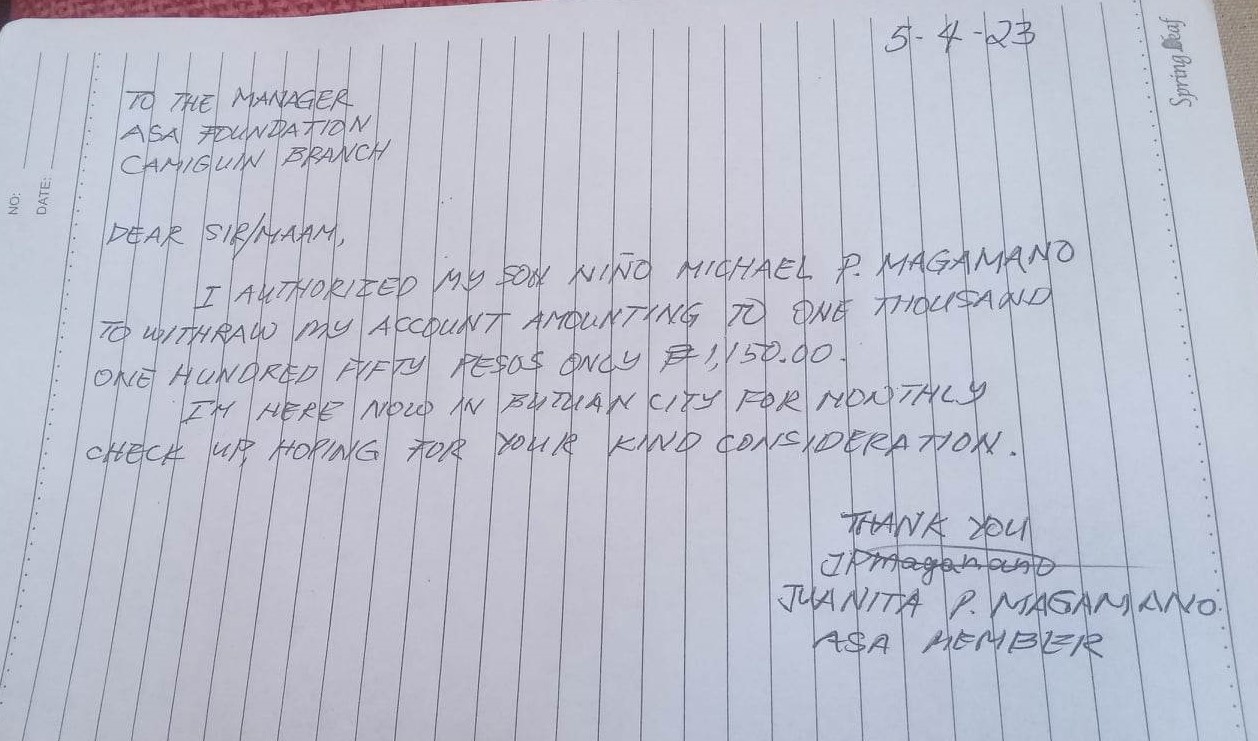 5-4-23
Spring Leaf
NO:
DATE:
TO THE MANAGER
ASA FOUNDATION
CAMIGUIN BRANCH
DEAR SIR/MAAM,
I AUTHORIZED MY SON NIÑO MICHAEL P. MAGAMANO
TO WITHRAW MY ACCOUNT AMOUNTING TO ONE THOUSAND
ONE HUNDRED FIFTY PESOS ONLY ₱1,150.00.
I'M HERE NOW IN BUTUAN CITY FOR MONTHLY
CHECK UP, HOPING FOR YOUR KIND CONSIDERATION.
THANK YOU
JPMagamano
JUANITA P. MAGAMANO
ASA MEMBER